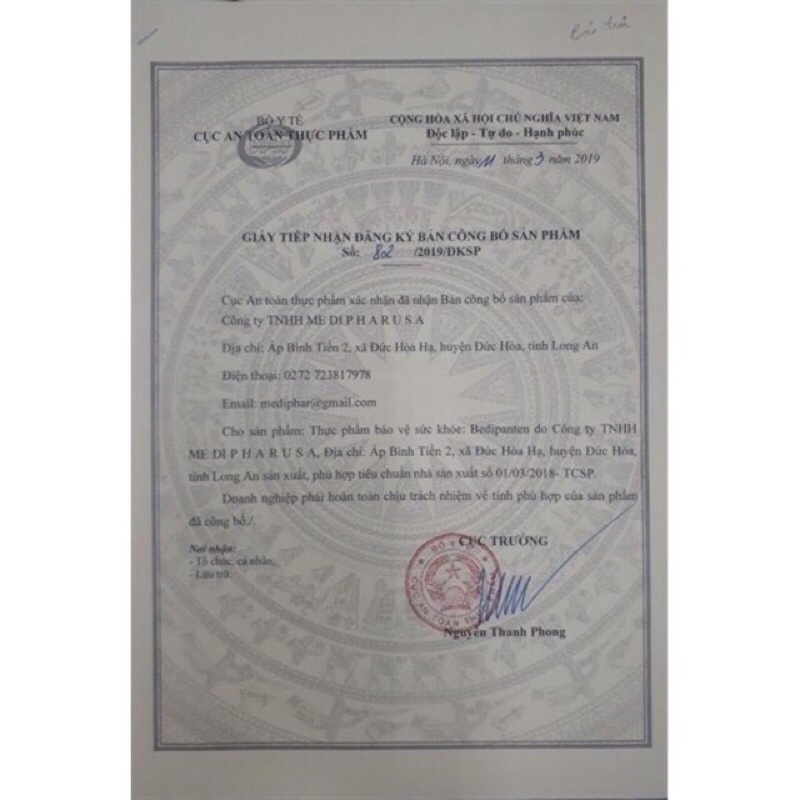 BỘ Y TẾ
CỤC AN TOÀN THỰC PHẨM
CỘNG HÒA XÃ HỘI CHỦ NGHĨA VIỆT NAM
Độc lập - Tự do - Hạnh phúc
Hà Nội, ngày 11 tháng 3 năm 2019
GIẤY TIẾP NHẬN ĐĂNG KÝ BẢN CÔNG BỐ SẢN PHẨM
Số: 802 /2019/ĐKSP
Cục An toàn thực phẩm xác nhận đã nhận Bản công bố sản phẩm của:
Công ty TNHH ME DI P H A R U S A
Địa chỉ: Ấp Bình Tiền 2, xã Đức Hòa Hạ, huyện Đức Hòa, tỉnh Long An
Điện thoại: 0272 723817978
Email: mediphar@gmail.com
Cho sản phẩm: Thực phẩm bảo vệ sức khỏe: Bedipanten do Công ty TNHH
ME DI P H A R U S A, Địa chỉ: Ấp Bình Tiền 2, xã Đức Hòa Hạ, huyện Đức Hòa,
tỉnh Long An sản xuất, phù hợp tiêu chuẩn nhà sản xuất số 01/03/2018- TCSP.
Doanh nghiệp phải hoàn toàn chịu trách nhiệm về tính phù hợp của sản phẩm
đã công bố./.
Nơi nhận:
- Tổ chức, cá nhân;
- Lưu trữ.
CỤC TRƯỞNG
BỘ Y TẾ
CỤC AN TOÀN THỰC PHẨM
Nguyễn Thanh Phong